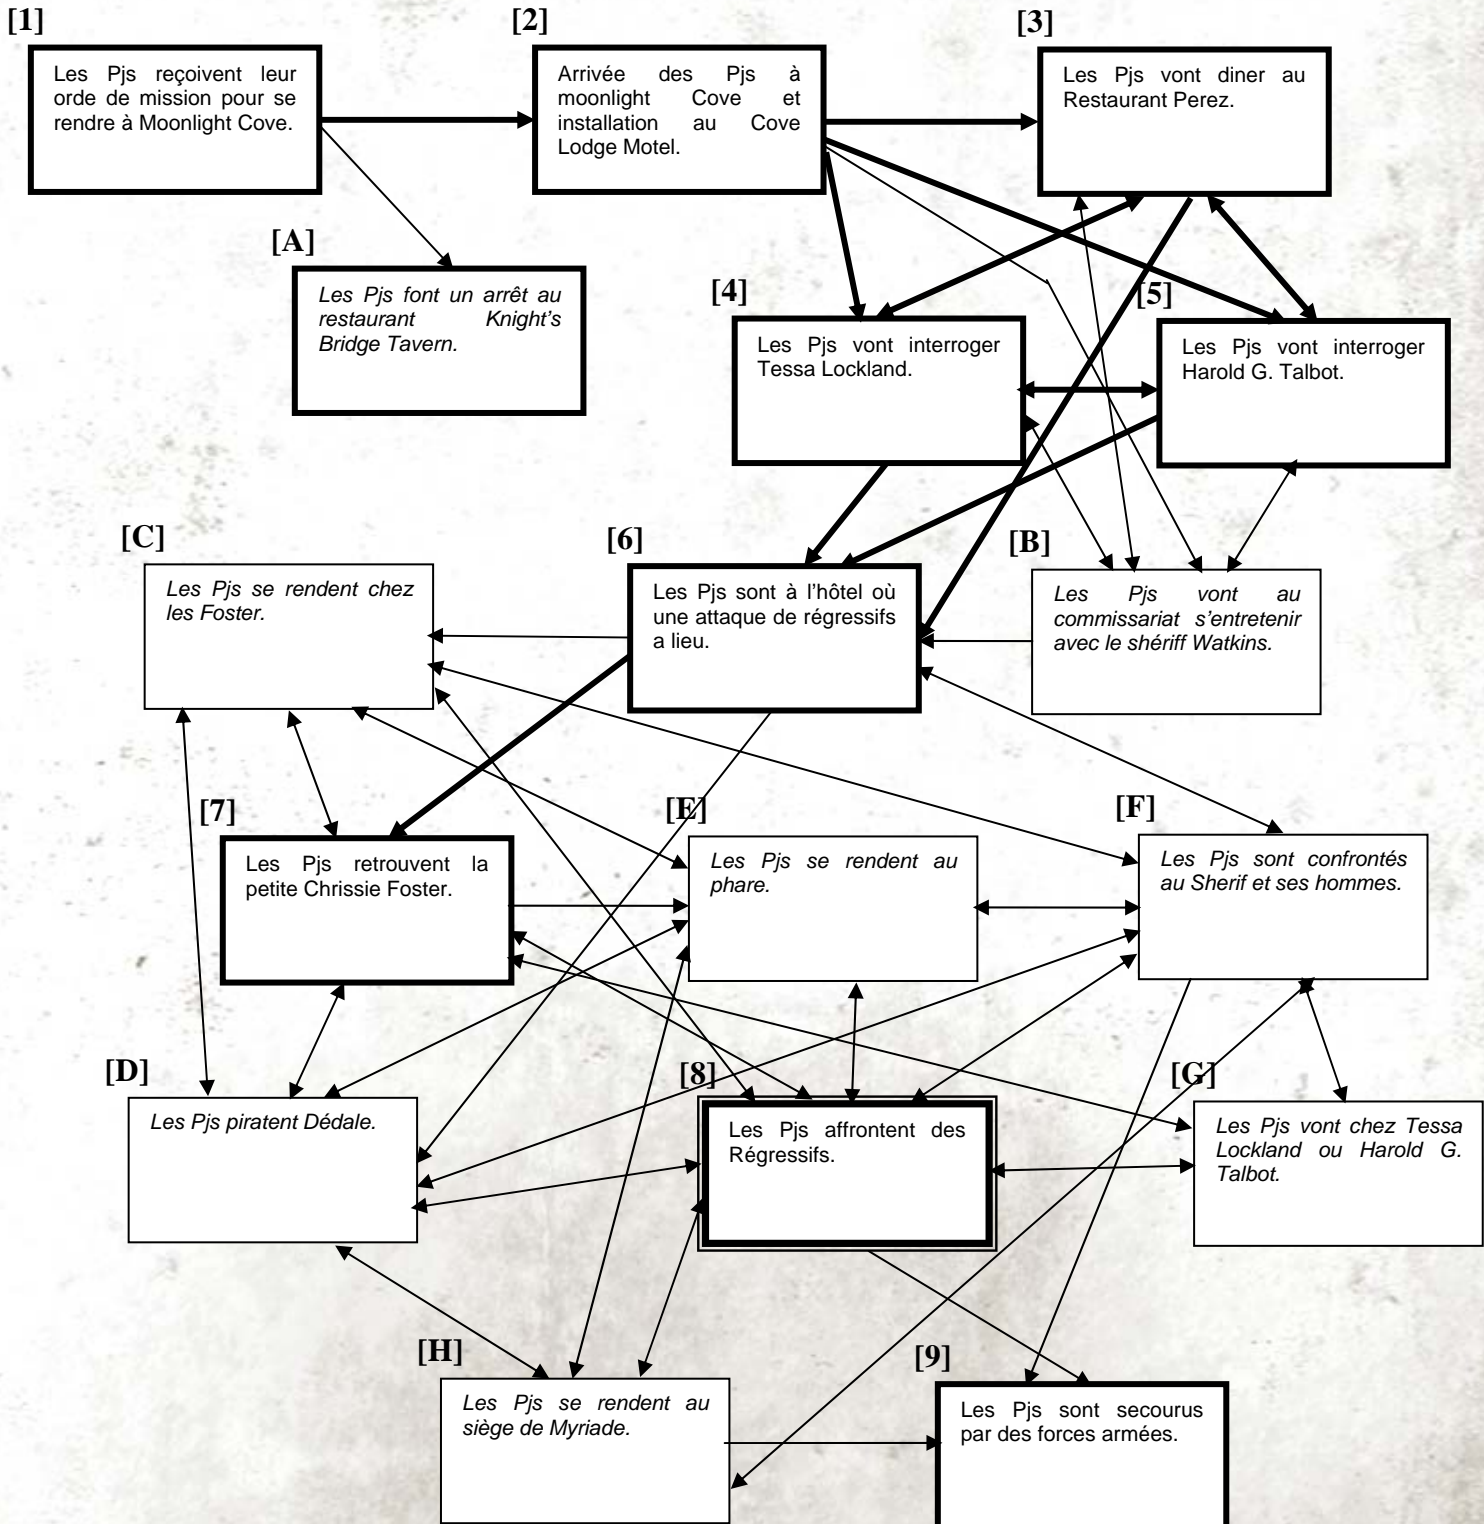 [1]
Les Pjs reçoivent leur
orde de mission pour se
rendre à Moonlight Cove.
[2]
Arrivée des Pjs à
moonlight Cove et
installation au Cove
Lodge Motel.
[3]
Les Pjs vont diner au
Restaurant Perez.
[A]
Les Pjs font un arrêt au
restaurant Knight's
Bridge Tavern.
[4]
Les Pjs vont interroger
Tessa Lockland.
[5]
Les Pjs vont interroger
Harold G. Talbot.
[C]
Les Pjs se rendent chez
les Foster.
[6]
Les Pjs sont à l'hôtel où
une attaque de régressifs
a lieu.
[B]
Les Pjs vont au
commissariat s'entretenir
avec le shériff Watkins.
[7]
Les Pjs retrouvent la
petite Chrissie Foster.
[E]
Les Pjs se rendent au
phare.
[F]
Les Pjs sont confrontés
au Sherif et ses hommes.
[D]
Les Pjs piratent Dédale.
[8]
Les Pjs affrontent des
Régressifs.
[G]
Les Pjs vont chez Tessa
Lockland ou Harold G.
Talbot.
[H]
Les Pjs se rendent au
siège de Myriade.
[9]
Les Pjs sont secourus
par des forces armées.